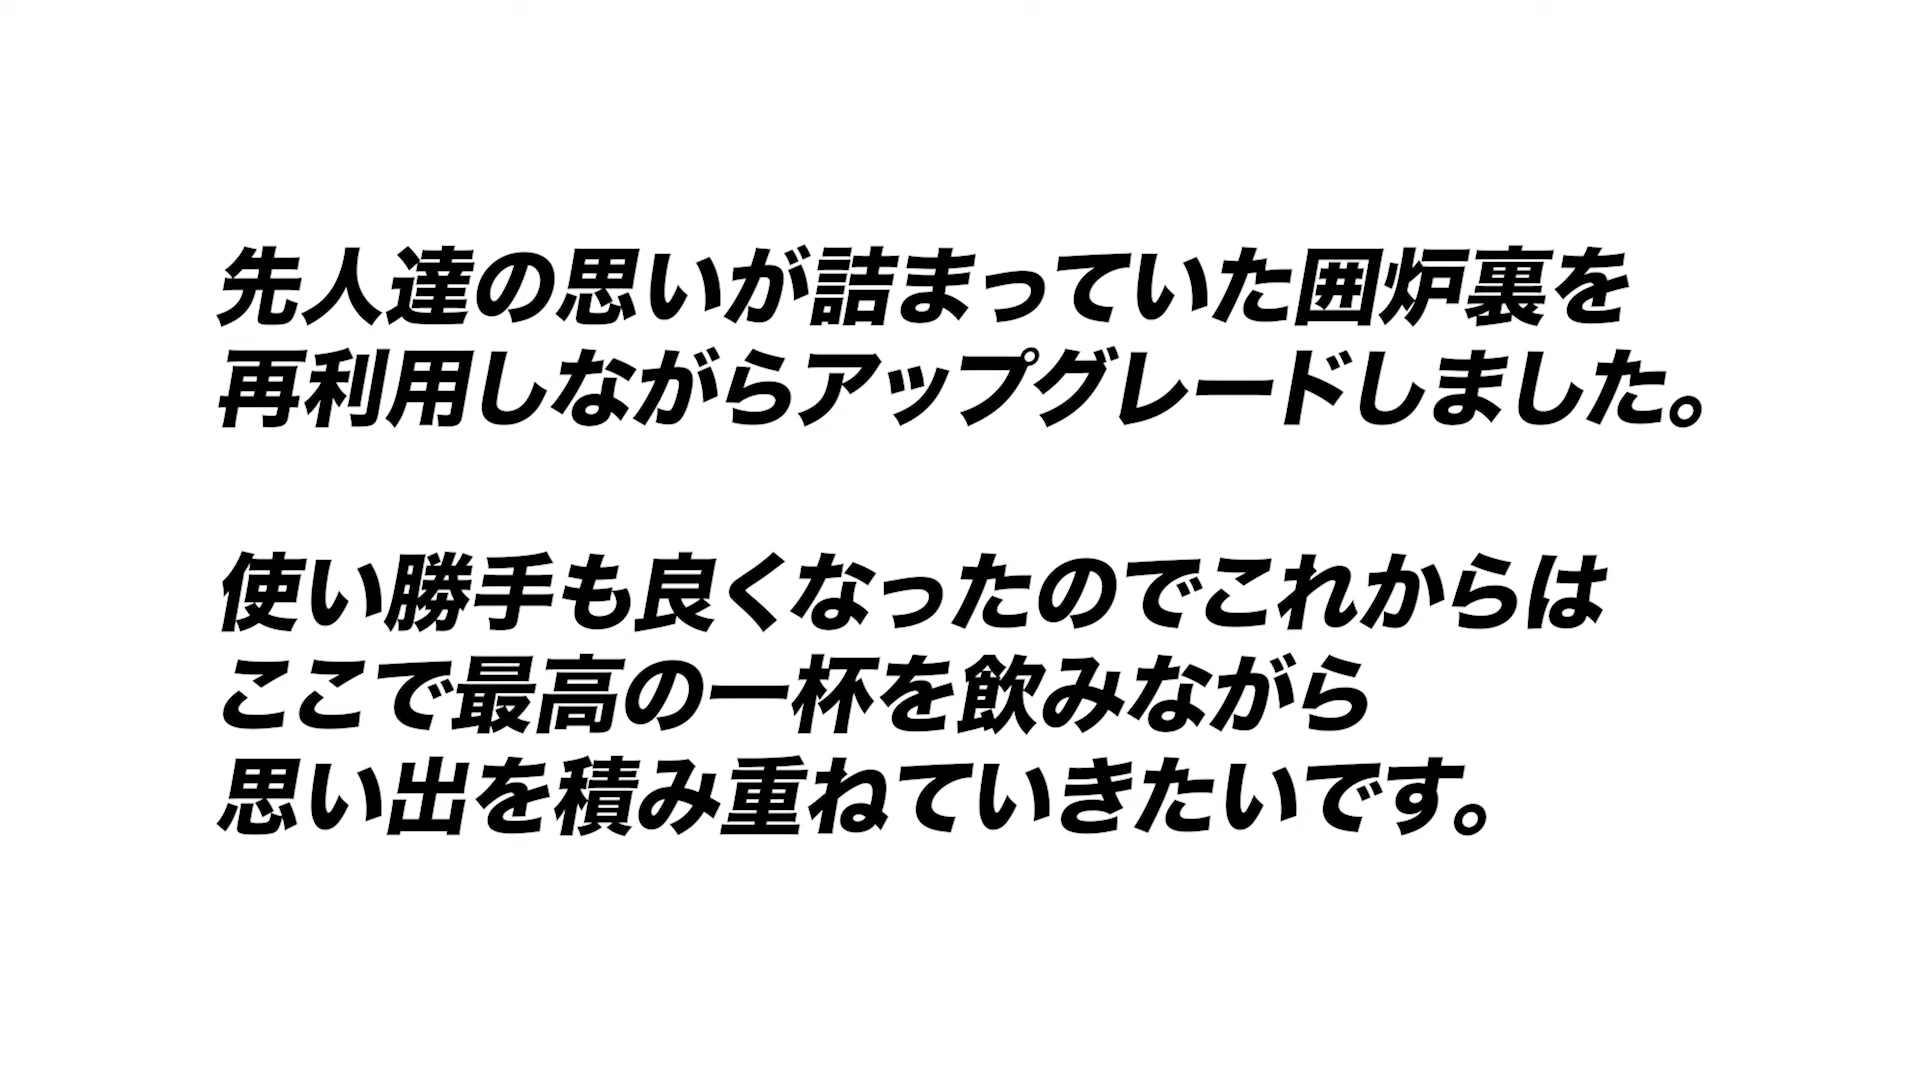 先人達の思いが詰まっていた囲炉裏を
再利用しながらアップグレードしました。
使い勝手も良くなったのでこれからは
ここで最高の一杯を飲みながら
思い出を積み重ねていきたいです。